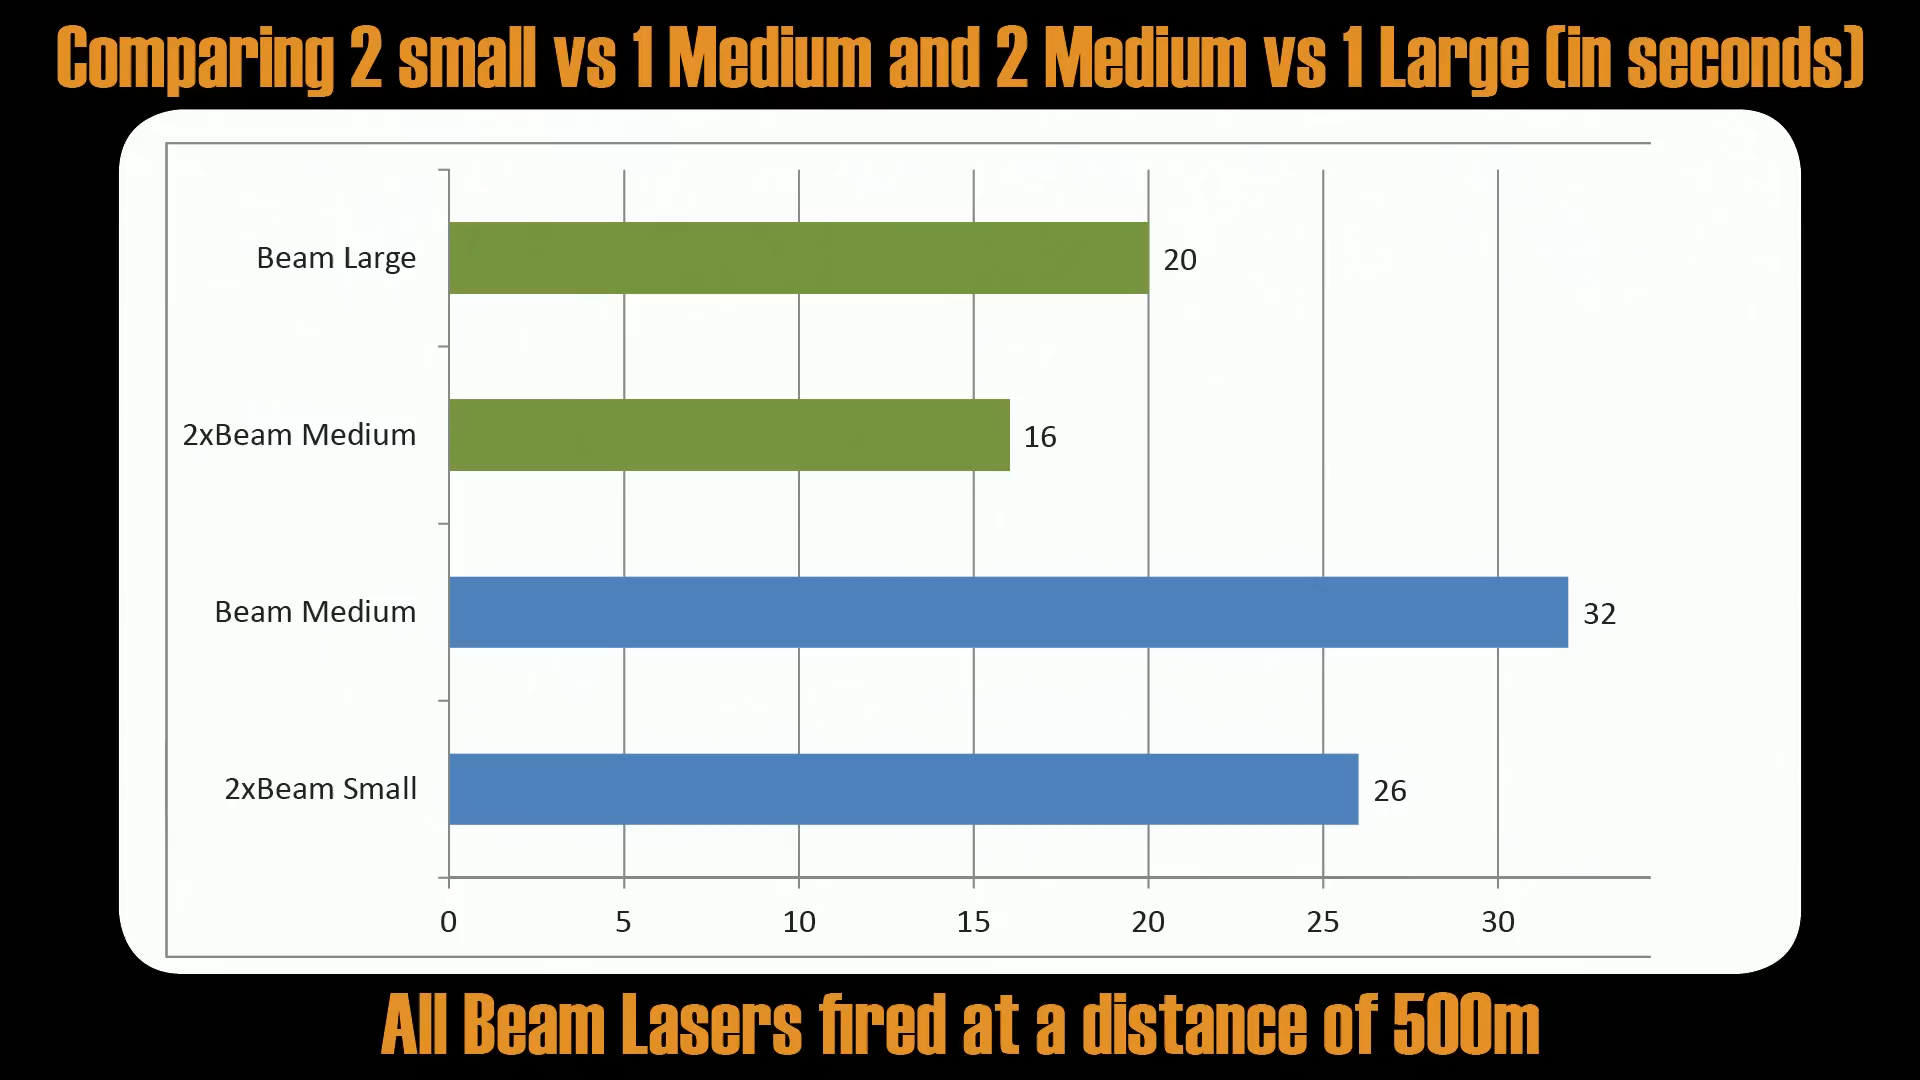 Comparing 2 small vs 1 Medium and 2 Medium vs 1 Large (in seconds)
Beam Large
20
2xBeam Medium
16
Beam Medium
32
2xBeam Small
26
0 5 10 15 20 25 30
All Beam Lasers fired at a distance of 500m